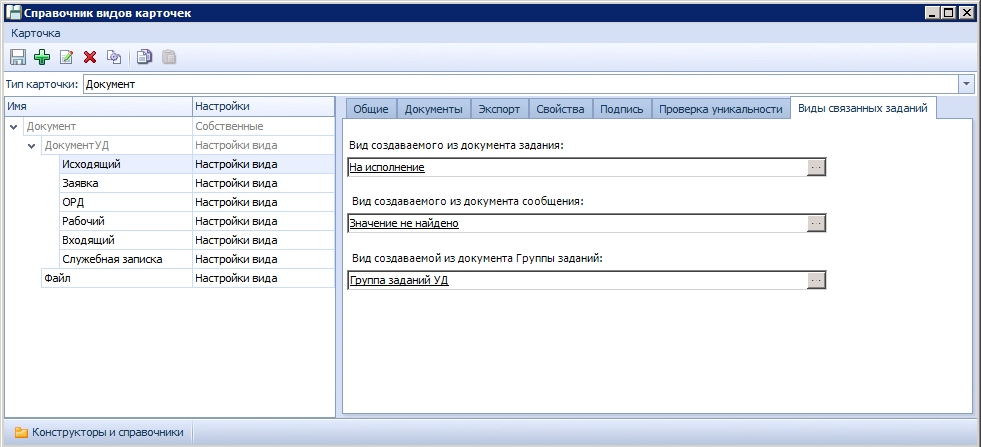 Справочник видов карточек
Карточка
Тип карточки: Документ
Имя Настройки
Документ Собственные
ДокументУД Настройки вида
Исходящий Настройки вида
Заявка Настройки вида
ОРД Настройки вида
Рабочий Настройки вида
Входящий Настройки вида
Служебная записка Настройки вида
Файл Настройки вида
Общие Документы Экспорт Свойства Подпись Проверка уникальности Виды связанных заданий
Вид создаваемого из документа задания:
На исполнение
Вид создаваемого из документа сообщения:
Значение не найдено
Вид создаваемой из документа Группы заданий:
Группа заданий УД
Конструкторы и справочники